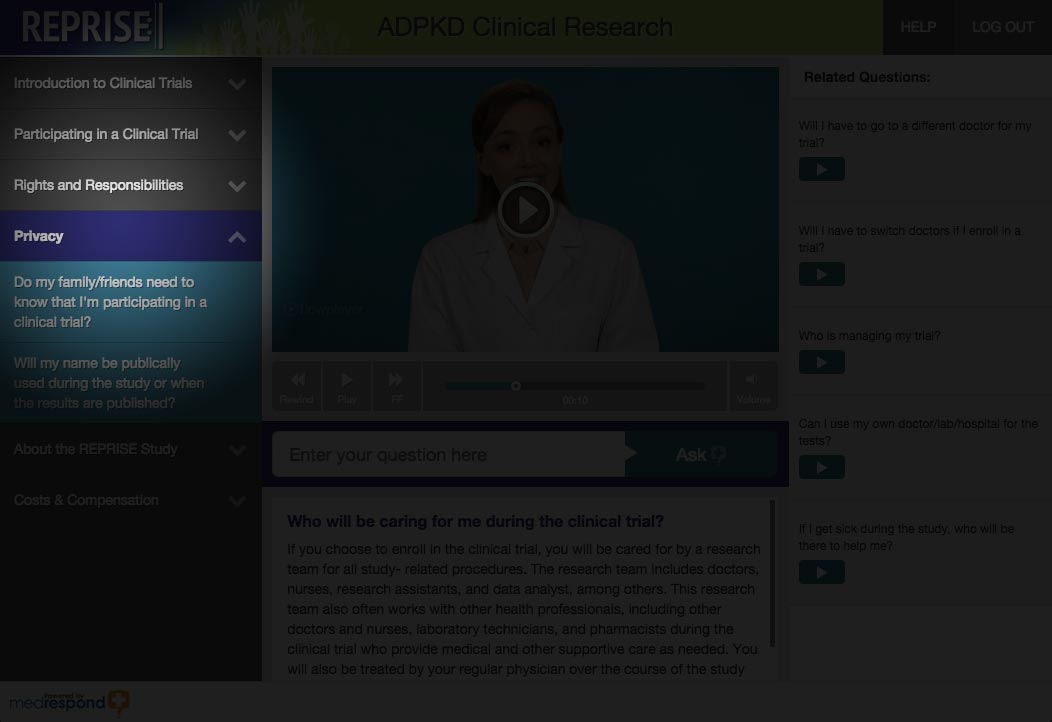 REPRISE
ADPKD Clinical Research
HELP
LOG OUT
Introduction to Clinical Trials
Participating in a Clinical Trial
Rights and Responsibilities
Privacy
Do my family/friends need to
know that I'm participating in a
clinical trial?
Will my name be publically
used during the study or when
the results are published?
About the REPRISE Study
Costs & Compensation
flowplayer
Rewind
Play
FF
00:10
Volume
Enter your question here
Ask
Who will be caring for me during the clinical trial?
If you choose to enroll in the clinical trial, you will be cared for by a research
team for all study- related procedures. The research team includes doctors,
nurses, research assistants, and data analyst, among others. This research
team also often works with other health professionals, including other
doctors and nurses, laboratory technicians, and pharmacists during the
clinical trial who provide medical and other supportive care as needed. You
will also be treated by your regular physician over the course of the study
Related Questions:
Will I have to go to a different doctor for my
trial?
Will I have to switch doctors if I enroll in a
trial?
Who is managing my trial?
Can I use my own doctor/lab/hospital for the
tests?
If I get sick during the study, who will be
there to help me?
Powered by
medrespond